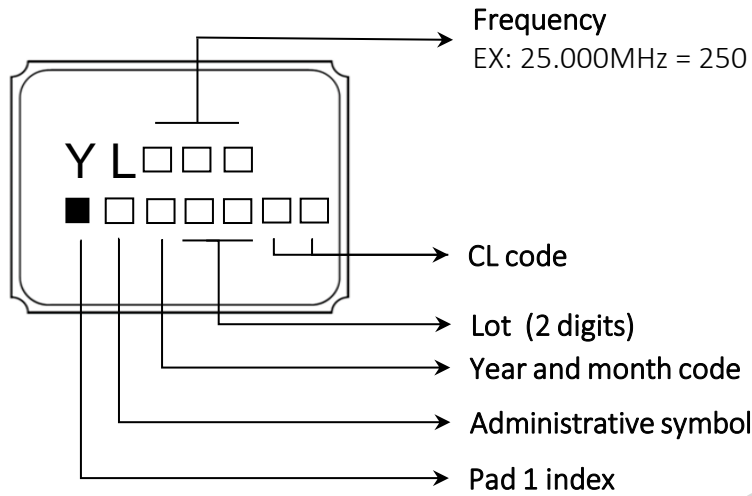 Frequency
EX: 25.000MHz = 250
YL□□□
■□□□□□□
CL code
Lot (2 digits)
Year and month code
Administrative symbol
Pad 1 index